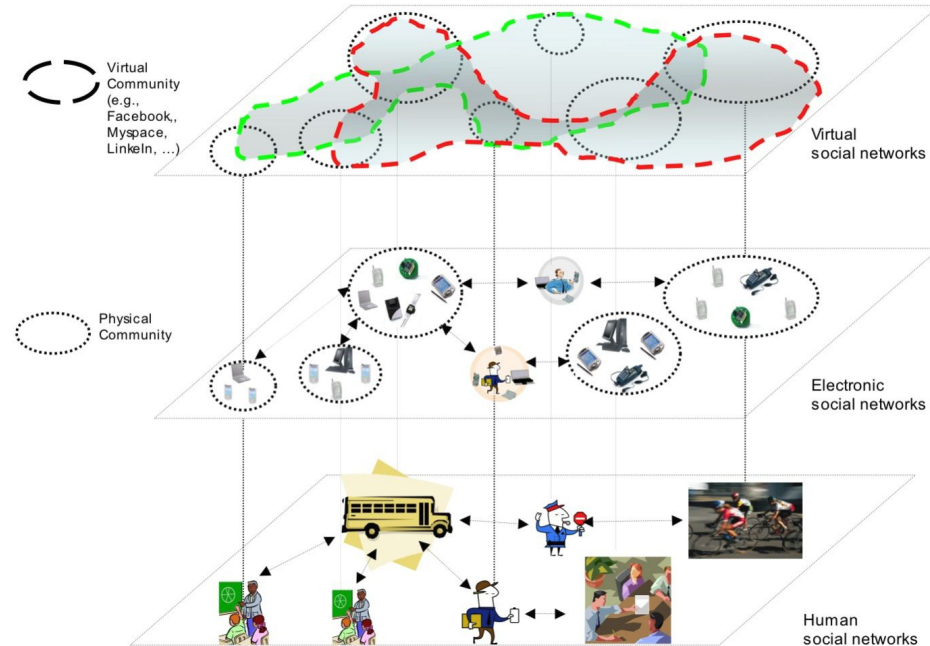 Virtual
Community
(e.g.,
Facebook,,
Myspace,
LinkeIn, ...)
Virtual
social networks
Physical
Community
Electronic
social networks
Human
social networks